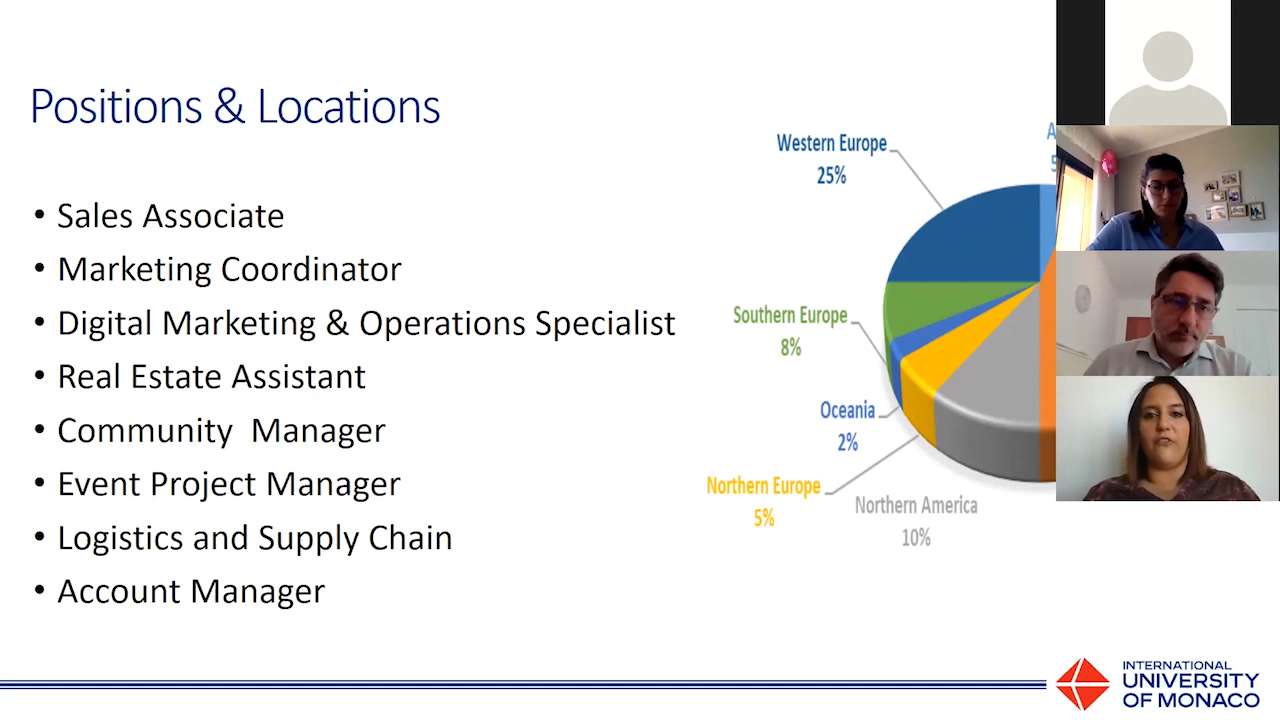 Positions & Locations
• Sales Associate
• Marketing Coordinator
• Digital Marketing & Operations Specialist
• Real Estate Assistant
• Community  Manager
• Event Project Manager
• Logistics and Supply Chain
• Account Manager
Western Europe
25%
Southern Europe
8%
Oceania
2%
Northern Europe
5%
Northern America
10%
INTERNATIONAL
UNIVERSITY
OF MONACO